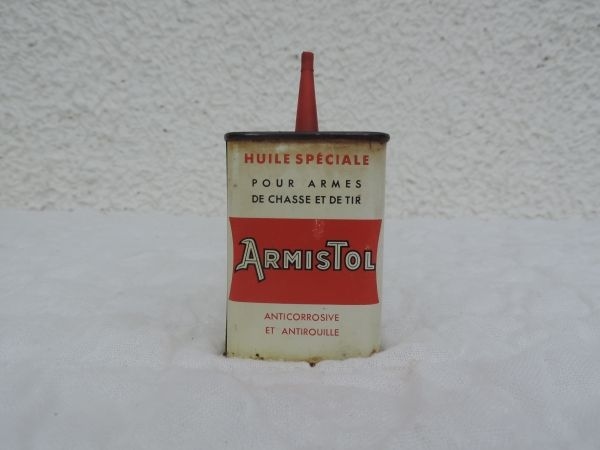 HUILE SPÉCIALE
POUR ARMES
DE CHASSE ET DE TIR
ARMISTOL
ANTICORROSIVE
ET ANTIROUILLE